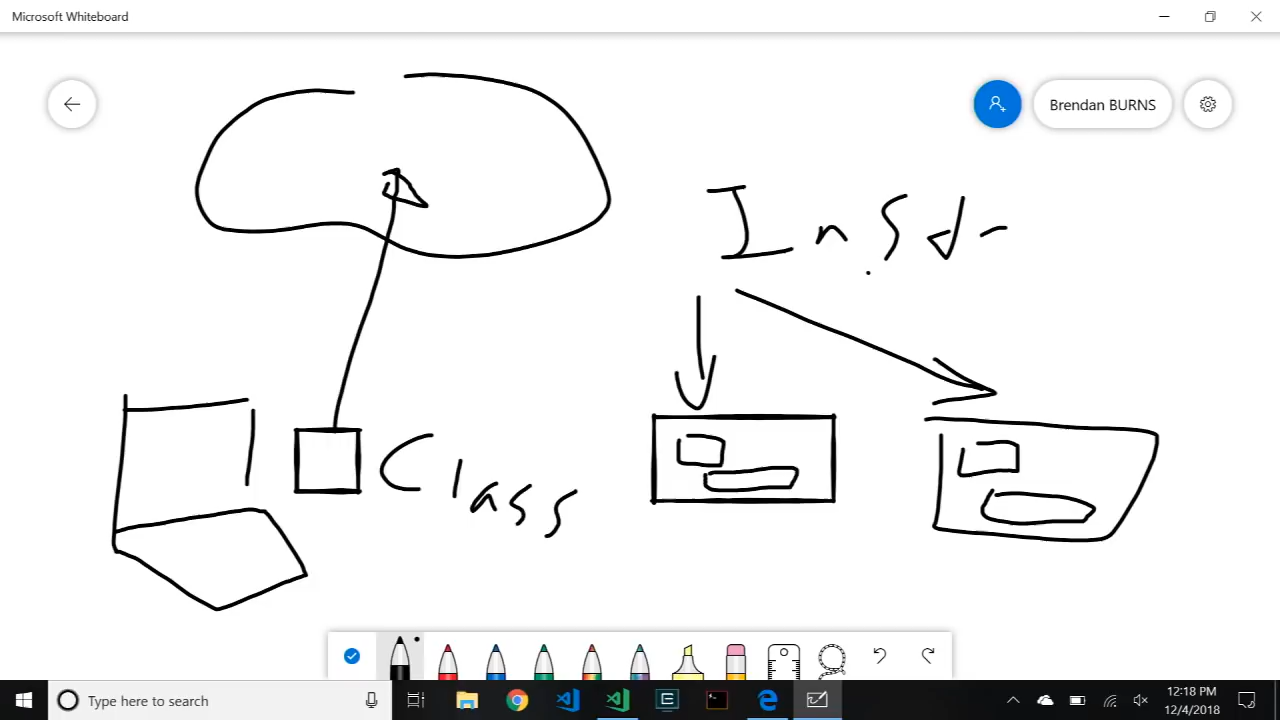 Microsoft Whiteboard
Brendan BURNS
Class
Type here to search
12:18 PM
12/4/2018